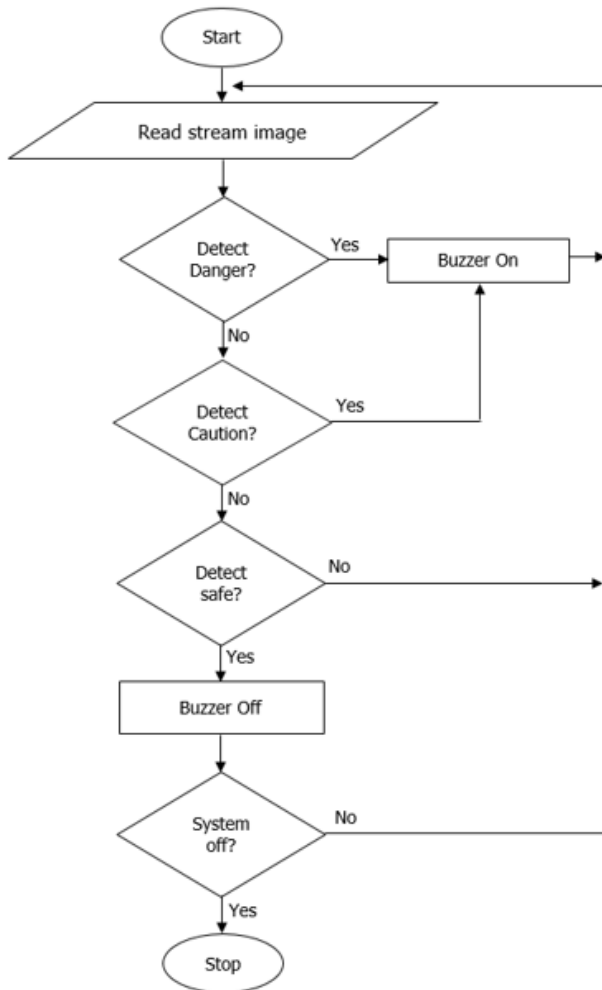 Start
Read stream image
Detect
Danger?
Yes
Buzzer On
No
Detect
Caution?
Yes
No
Detect
safe?
No
Yes
Buzzer Off
System
off?
No
Yes
Stop